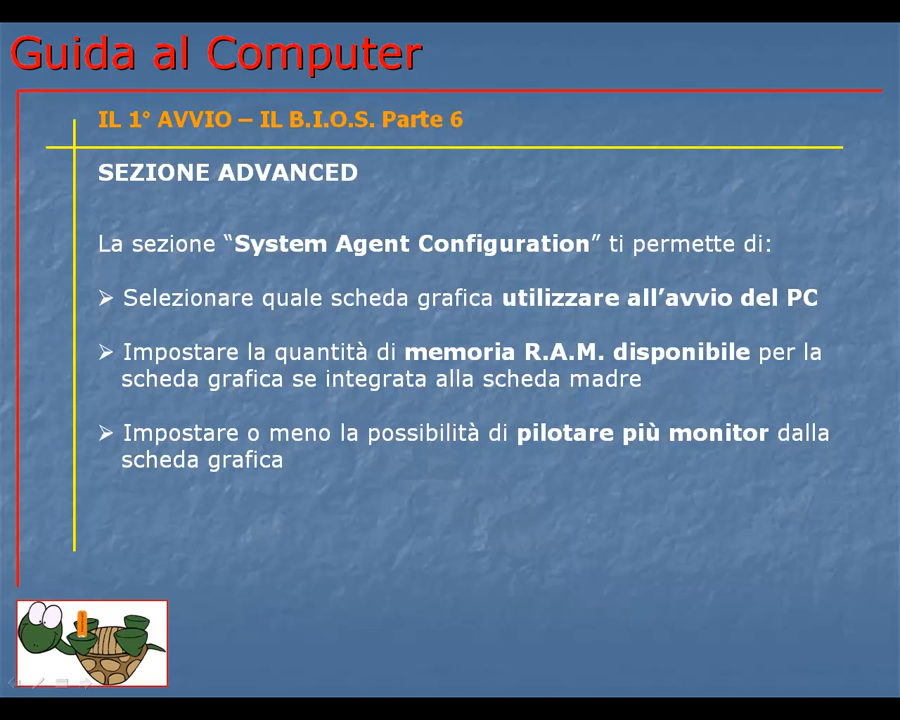 Guida al Computer
IL 1° AVVIO – IL B.I.O.S. Parte 6
SEZIONE ADVANCED
La sezione “System Agent Configuration” ti permette di:
➢ Selezionare quale scheda grafica utilizzare all’avvio del PC
➢ Impostare la quantità di memoria R.A.M. disponibile per la
scheda grafica se integrata alla scheda madre
➢ Impostare o meno la possibilità di pilotare più monitor dalla
scheda grafica